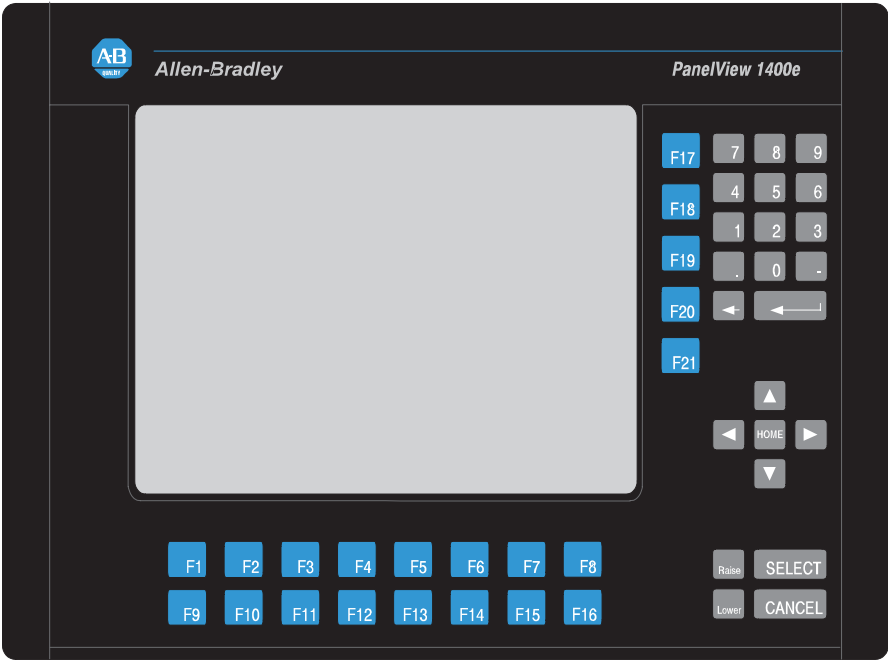 A-B
QUALITY
Allen-Bradley
PanelView 1400e
F17 7 8 9
F18 4 5 6
F19 1 2 3
. 0 -
F20
F21
HOME
F1 F2 F3 F4 F5 F6 F7 F8
F9 F10 F11 F12 F13 F14 F15 F16
Raise SELECT
Lower CANCEL